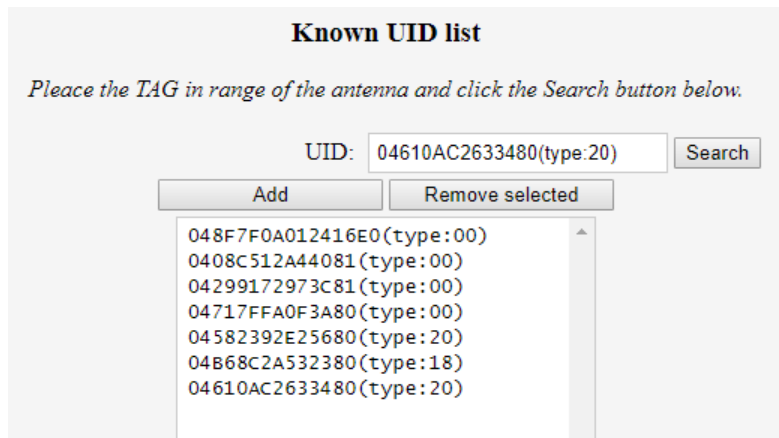 Known UID list
Pleace the TAG in range of the antenna and click the Search button below.
UID: 04610AC2633480(type:20) Search
Add Remove selected
048F7F0A012416E0(type:00)
0408C512A44081(type:00)
04299172973C81(type:00)
04717FFA0F3A80(type:00)
04582392E25680(type:20)
04B68C2A532380(type:18)
04610AC2633480(type:20)